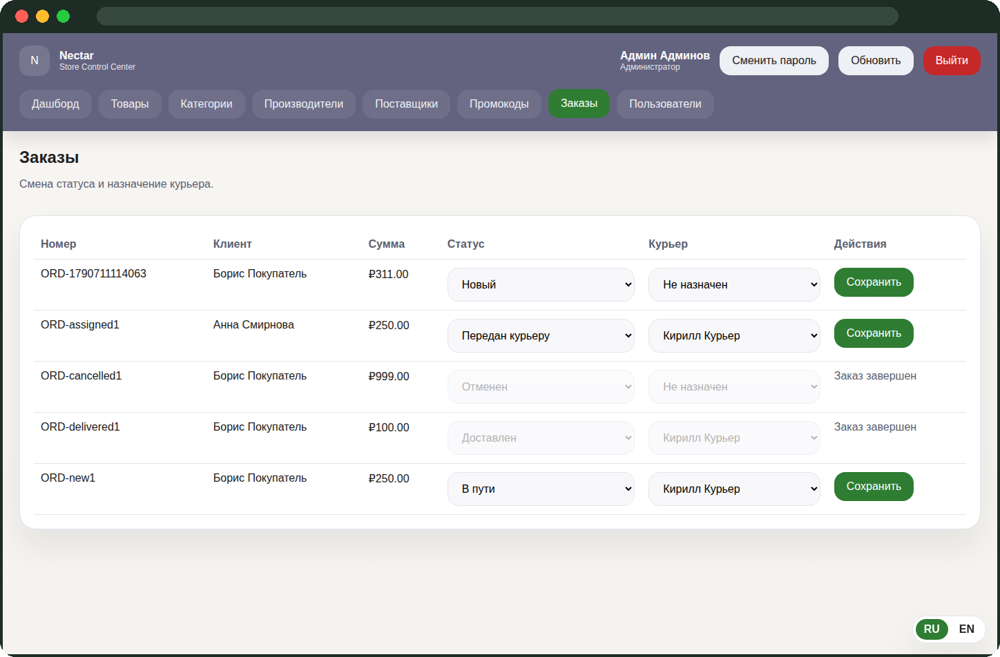 N
Nectar
Store Control Center
Админ Админов
Администратор
Сменить пароль
Обновить
Выйти
Дашборд Товары Категории Производители Поставщики Промокоды Заказы Пользователи
Заказы
Смена статуса и назначение курьера.
Номер Клиент Сумма Статус Курьер Действия
ORD-1790711114063 Борис Покупатель ₽311.00 Новый Не назначен Сохранить
ORD-assigned1 Анна Смирнова ₽250.00 Передан курьеру Кирилл Курьер Сохранить
ORD-cancelled1 Борис Покупатель ₽999.00 Отменен Не назначен Заказ завершен
ORD-delivered1 Борис Покупатель ₽100.00 Доставлен Кирилл Курьер Заказ завершен
ORD-new1 Борис Покупатель ₽250.00 В пути Кирилл Курьер Сохранить
RU EN